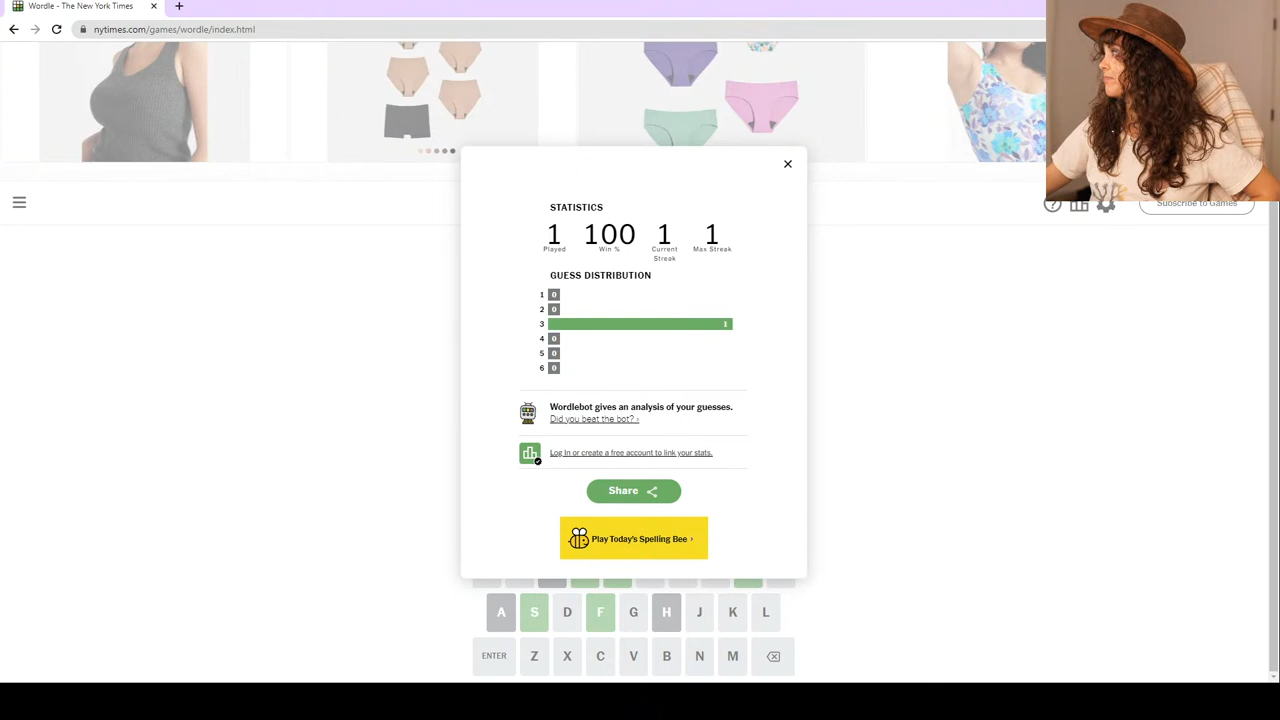 Wordle - The New York Times
nytimes.com/games/wordle/index.html
Subscribe to Games
STATISTICS
1 100 1 1
Played Win % Current Streak Max Streak
GUESS DISTRIBUTION
1 0
2 0
3 1
4 0
5 0
6 0
Wordlebot gives an analysis of your guesses.
Did you beat the bot? ›
Log In or create a free account to link your stats.
Share
Play Today's Spelling Bee ›
A S D F G H J K L
ENTER Z X C V B N M